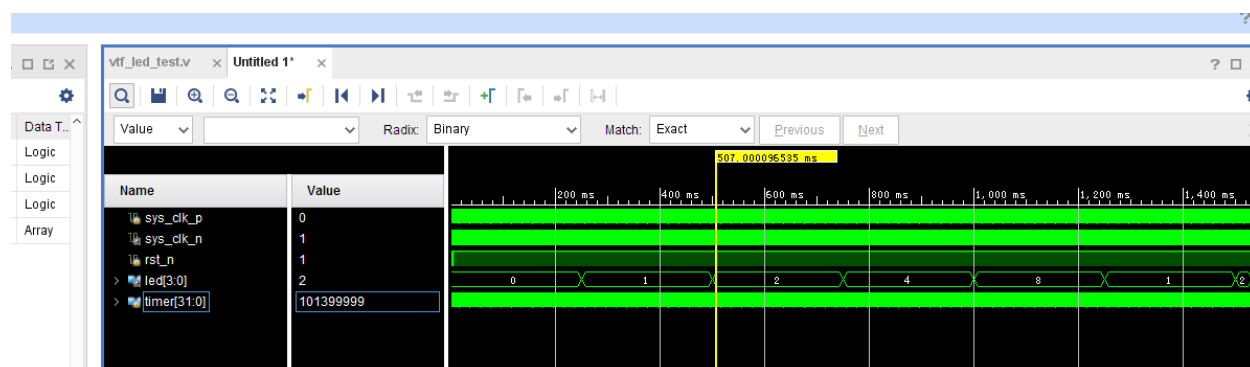 ?
vtf_led_test.v × Untitled 1* × ?
Data T..
Value Radix: Binary Match: Exact Previous Next
Logic
Logic
Logic
Array
507.000096535 ms
Name Value
200 ms 400 ms 600 ms 800 ms 1,000 ms 1,200 ms 1,400 ms
sys_clk_p 0
sys_clk_n 1
rst_n 1
led[3:0] 2 0 1 2 4 8 1 2
timer[31:0] 101399999